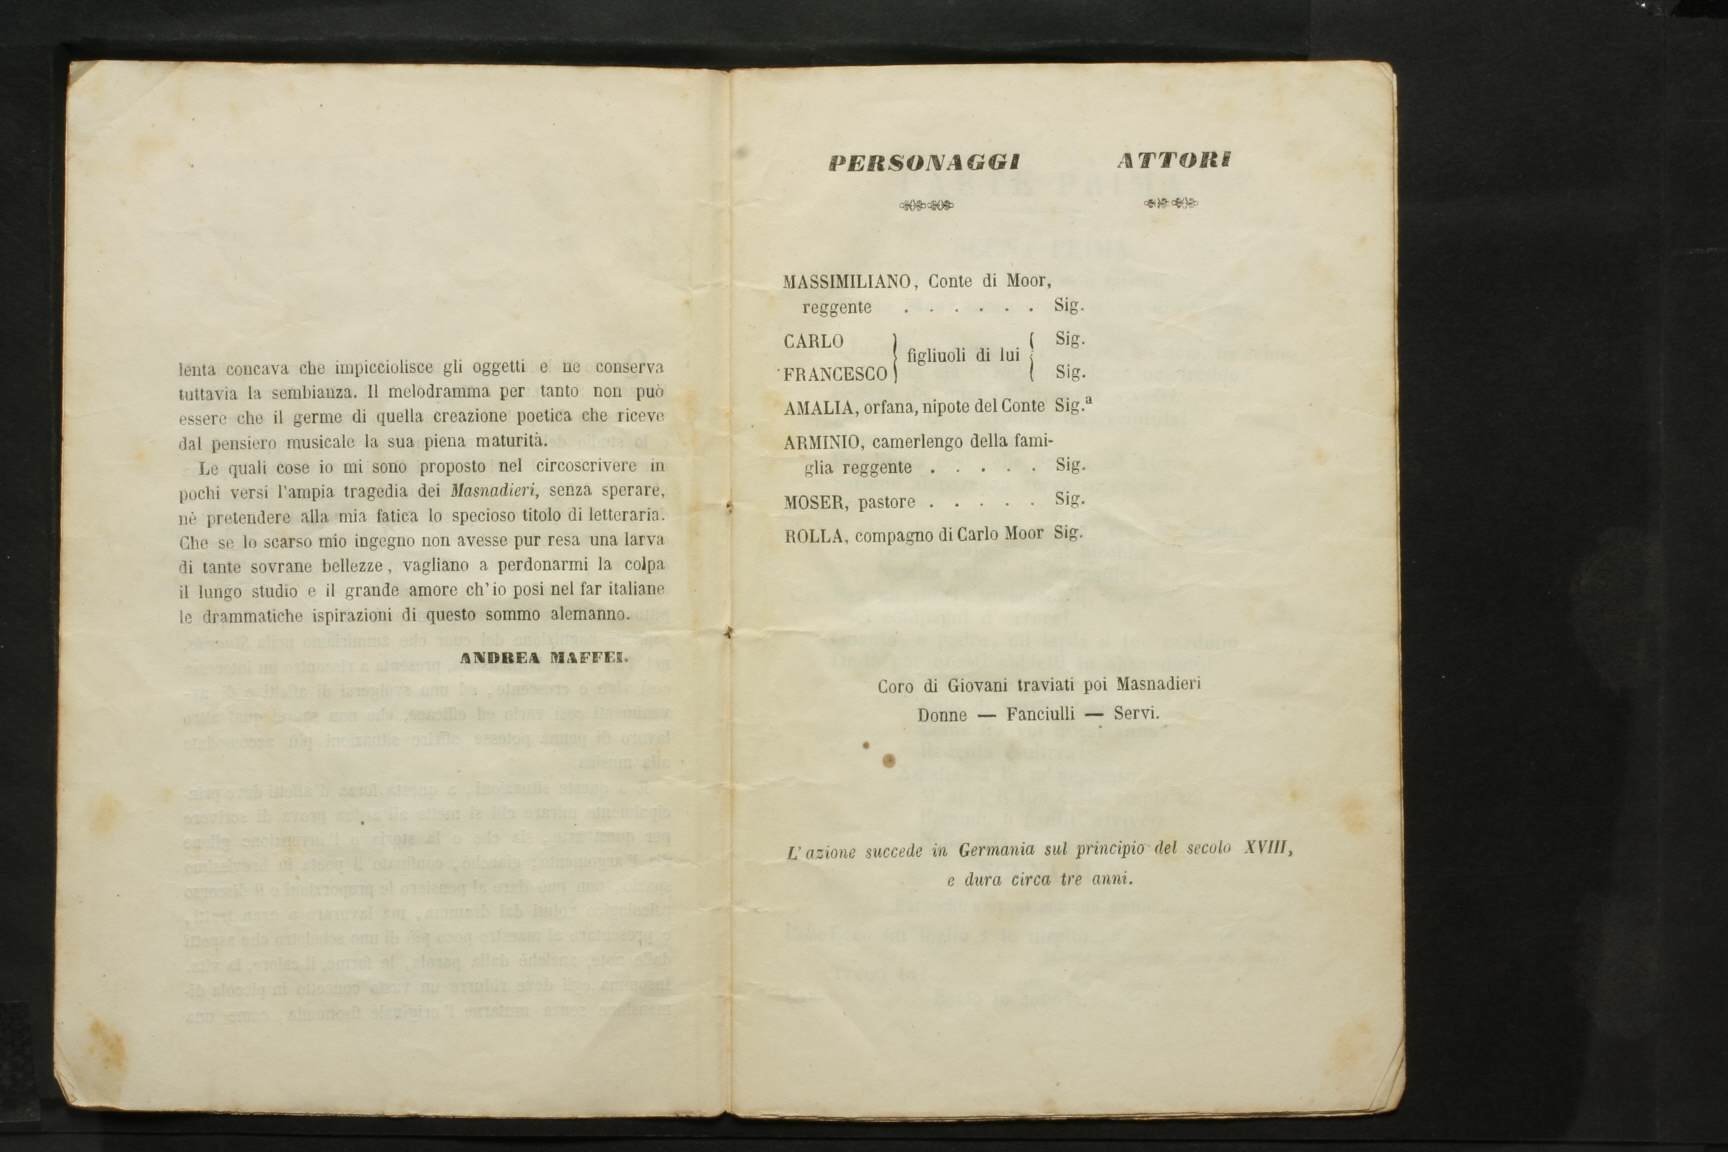 lenta concava che impicciolisce gli oggetti e ne conserva
tuttavia la sembianza. Il melodramma per tanto non può
essere che il germe di quella creazione poetica che riceve
dal pensiero musicale la sua piena maturità.
Le quali cose io mi sono proposto nel circoscrivere in
pochi versi l'ampia tragedia dei Masnadieri, senza sperare,
nè pretendere alla mia fatica lo specioso titolo di letteraria.
Che se lo scarso mio ingegno non avesse pur resa una larva
di tante sovrane bellezze, vagliano a perdonarmi la colpa
il lungo studio e il grande amore ch'io posi nel far italiane
le drammatiche ispirazioni di questo sommo alemanno.
ANDREA MAFFEI.
PERSONAGGI ATTORI
MASSIMILIANO, Conte di Moor,
reggente . . . . . . Sig.
CARLO } figliuoli di lui { Sig.
FRANCESCO } { Sig.
AMALIA, orfana, nipote del Conte Sig.ª
ARMINIO, camerlengo della fami-
glia reggente . . . . . Sig.
MOSER, pastore . . . . . Sig.
ROLLA, compagno di Carlo Moor Sig.
Coro di Giovani traviati poi Masnadieri
Donne — Fanciulli — Servi.
L'azione succede in Germania sul principio del secolo XVIII,
e dura circa tre anni.